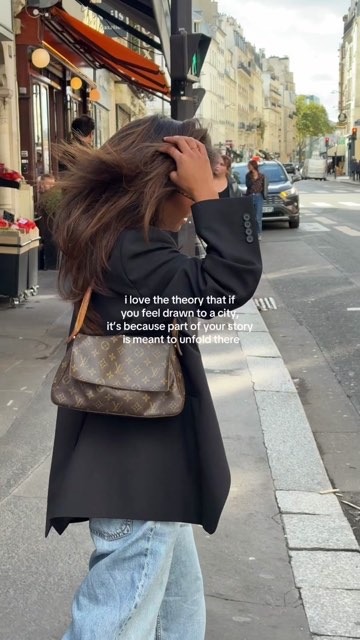 i love the theory that if
you feel drawn to a city,
it's because part of your story
is meant to unfold there